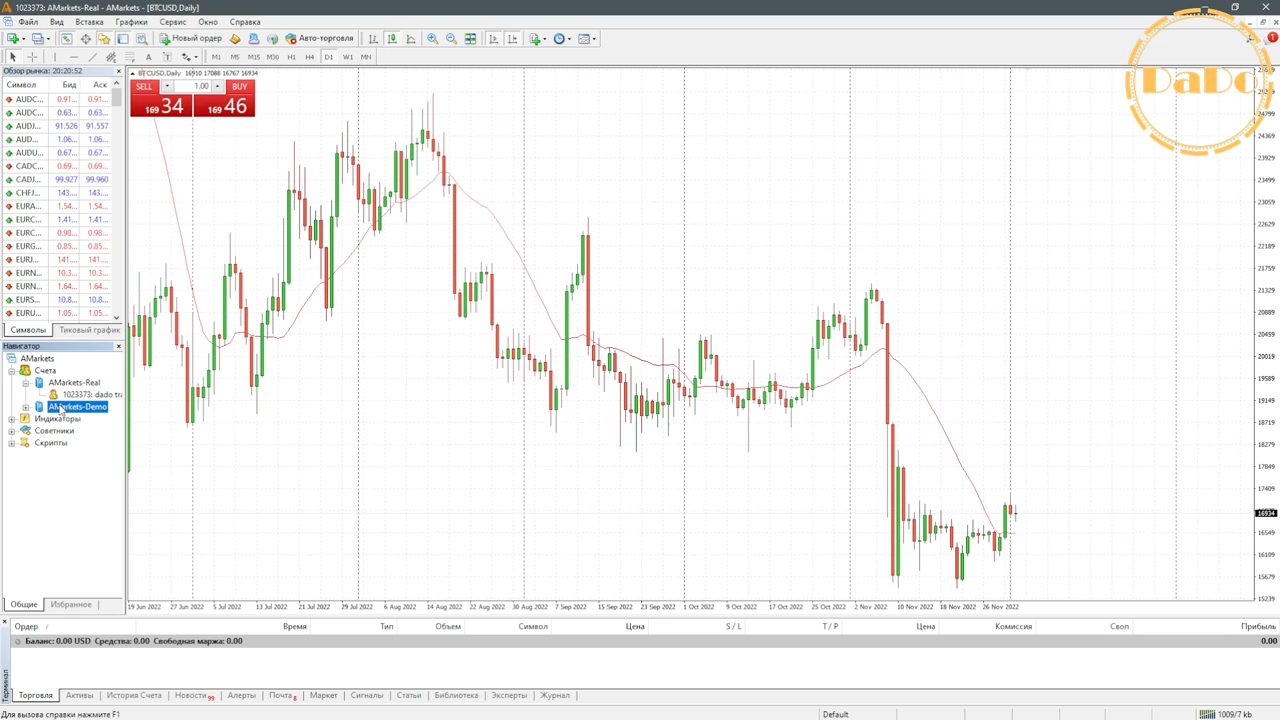 1023373: AMarkets-Real - AMarkets - [BTCUSD,Daily]
Файл Вид Вставка Графики Сервис Окно Справка
Новый ордер Авто-торговля
M1 M5 M15 M30 H1 H4 D1 W1 MN
Обзор рынка: 20:20:52
Символ Бид Аск
AUDC... 0.91... 0.91...
AUDC... 0.63... 0.63...
AUDJ... 91.526 91.557
AUD... 1.06... 1.06...
AUDU... 0.67... 0.67...
CADC... 0.69... 0.69...
CADJ... 99.927 99.960
CHFJ... 143.... 143....
EURA... 1.54... 1.54...
EURC... 1.41... 1.41...
EURC... 0.98... 0.98...
EURG... 0.85... 0.85...
EURJ... 141.... 141....
EURN... 10.3... 10.3...
EURN... 1.64... 1.64...
EURS... 10.8... 10.8...
EURU... 1.05... 1.05...
Символы Тиковый график
Навигатор
AMarkets
Счета
AMarkets-Real
1023373: dado tra
AMarkets-Demo
Индикаторы
Советники
Скрипты
Общие Избранное
BTCUSD,Daily 16910 17088 16767 16934
SELL 1.00 BUY
169 34 169 46
DaDo
1
24799
23929
23499
23059
22629
22189
21759
21329
20889
20459
20019
19589
19149
18719
18279
17849
17409
16934
16549
16109
15679
15239
19 Jun 2022 27 Jun 2022 5 Jul 2022 13 Jul 2022 21 Jul 2022 29 Jul 2022 6 Aug 2022 14 Aug 2022 22 Aug 2022 30 Aug 2022 7 Sep 2022 15 Sep 2022 23 Sep 2022 1 Oct 2022 9 Oct 2022 17 Oct 2022 25 Oct 2022 2 Nov 2022 10 Nov 2022 18 Nov 2022 26 Nov 2022
Ордер / Время Тип Объем Символ Цена S / L T / P Цена Комиссия Своп Прибыль
Баланс: 0.00 USD Средства: 0.00 Свободная маржа: 0.00 0.00
Терминал
Торговля Активы История Счета Новости 99 Алерты Почта 8 Маркет Сигналы Статьи Библиотека Эксперты Журнал
Для вызова справки нажмите F1 Default 1009/7 kb